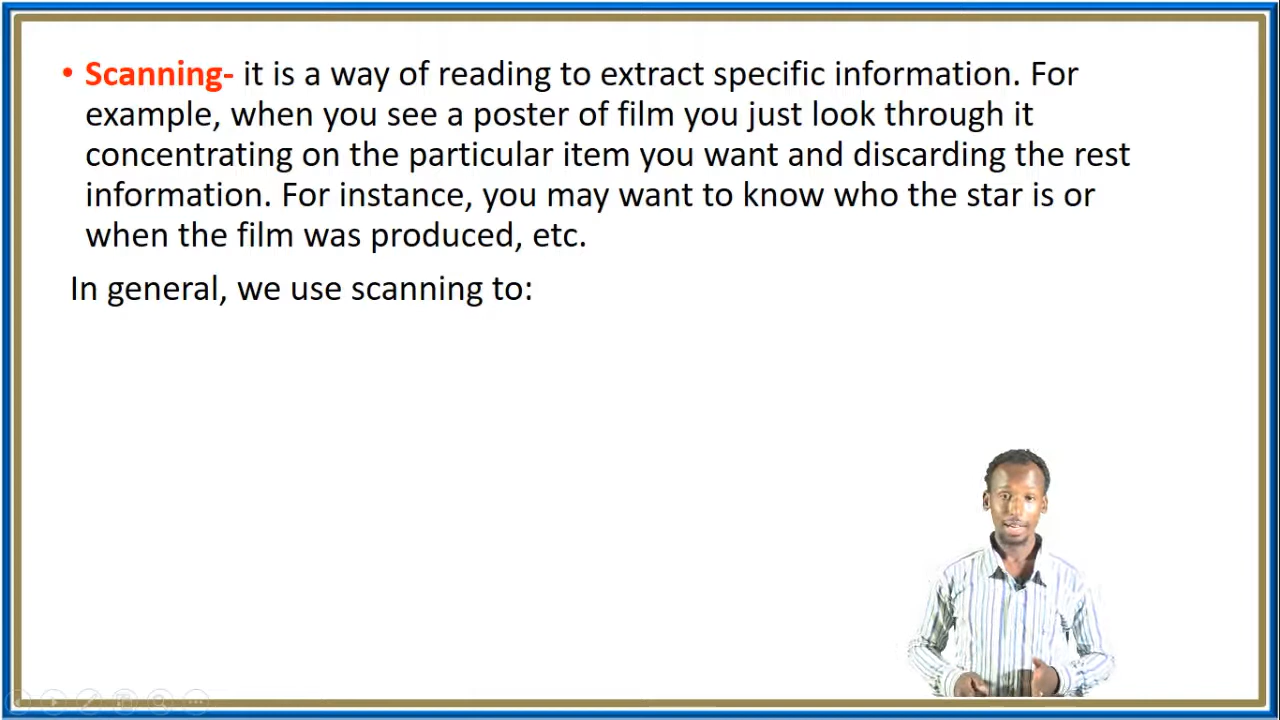 • Scanning- it is a way of reading to extract specific information. For
example, when you see a poster of film you just look through it
concentrating on the particular item you want and discarding the rest
information. For instance, you may want to know who the star is or
when the film was produced, etc.
In general, we use scanning to: